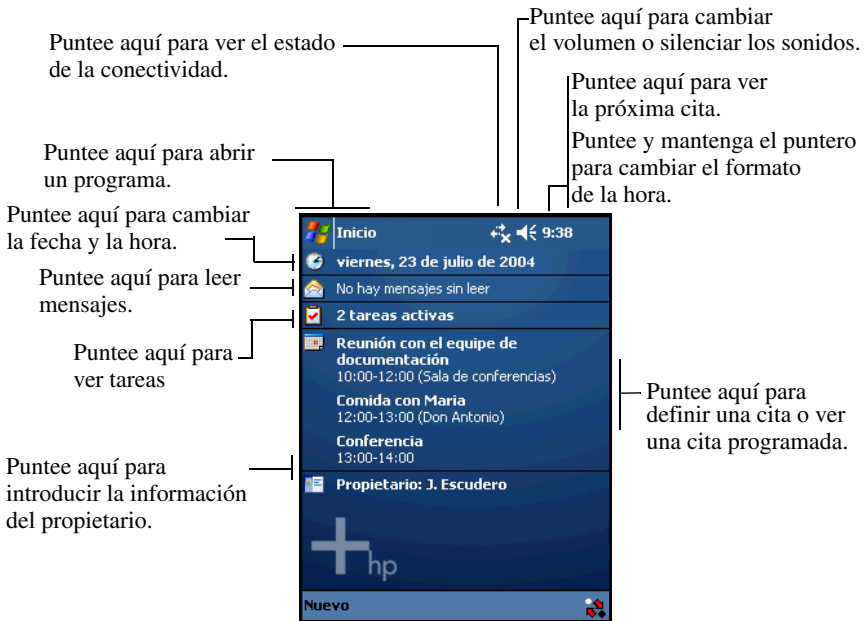 Puntee aquí para cambiar
el volumen o silenciar los sonidos.
Puntee aquí para ver el estado
de la conectividad.
Puntee aquí para ver
la próxima cita.
Puntee y mantenga el puntero
para cambiar el formato
de la hora.
Puntee aquí para abrir
un programa.
Puntee aquí para cambiar
la fecha y la hora.
Puntee aquí para leer
mensajes.
Puntee aquí para
ver tareas
Puntee aquí para
introducir la información
del propietario.
Inicio 9:38
viernes, 23 de julio de 2004
No hay mensajes sin leer
2 tareas activas
Reunión con el equipe de
documentación
10:00-12:00 (Sala de conferencias)
Comida con Maria
12:00-13:00 (Don Antonio)
Conferencia
13:00-14:00
Propietario: J. Escudero
hp
Nuevo
Puntee aquí para
definir una cita o ver
una cita programada.